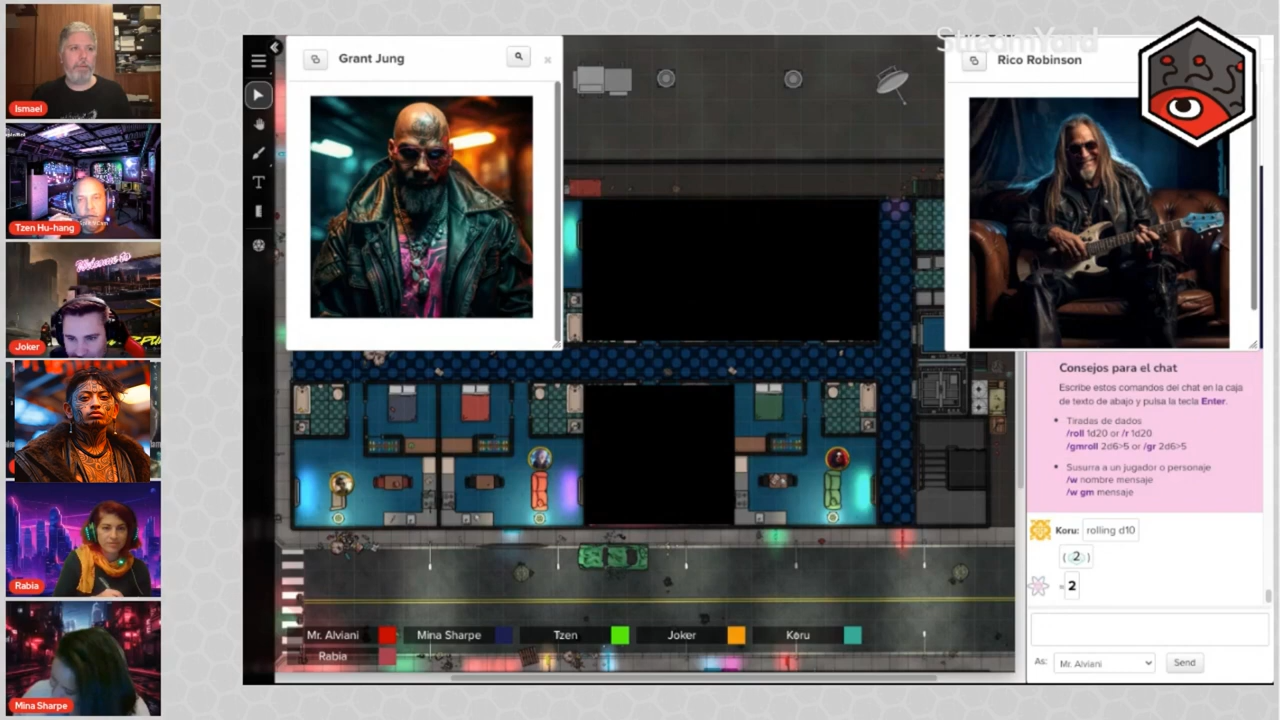 Ismael
Tzen Hu-hang
Welcome to
Joker
Rabia
Mina Sharpe
Grant Jung
StreamYard
Rico Robinson
Consejos para el chat
Escribe estos comandos del chat en la caja
de texto de abajo y pulsa la tecla Enter.
Tiradas de dados
/roll 1d20 or /r 1d20
/gmroll 2d6>5 or /gr 2d6>5
Susurra a un jugador o personaje
/w nombre mensaje
/w gm mensaje
Koru: rolling d10
(2)
=2
Mr. Alviani
Mina Sharpe
Tzen
Joker
Koru
Rabia
As: Mr. Alviani
Send